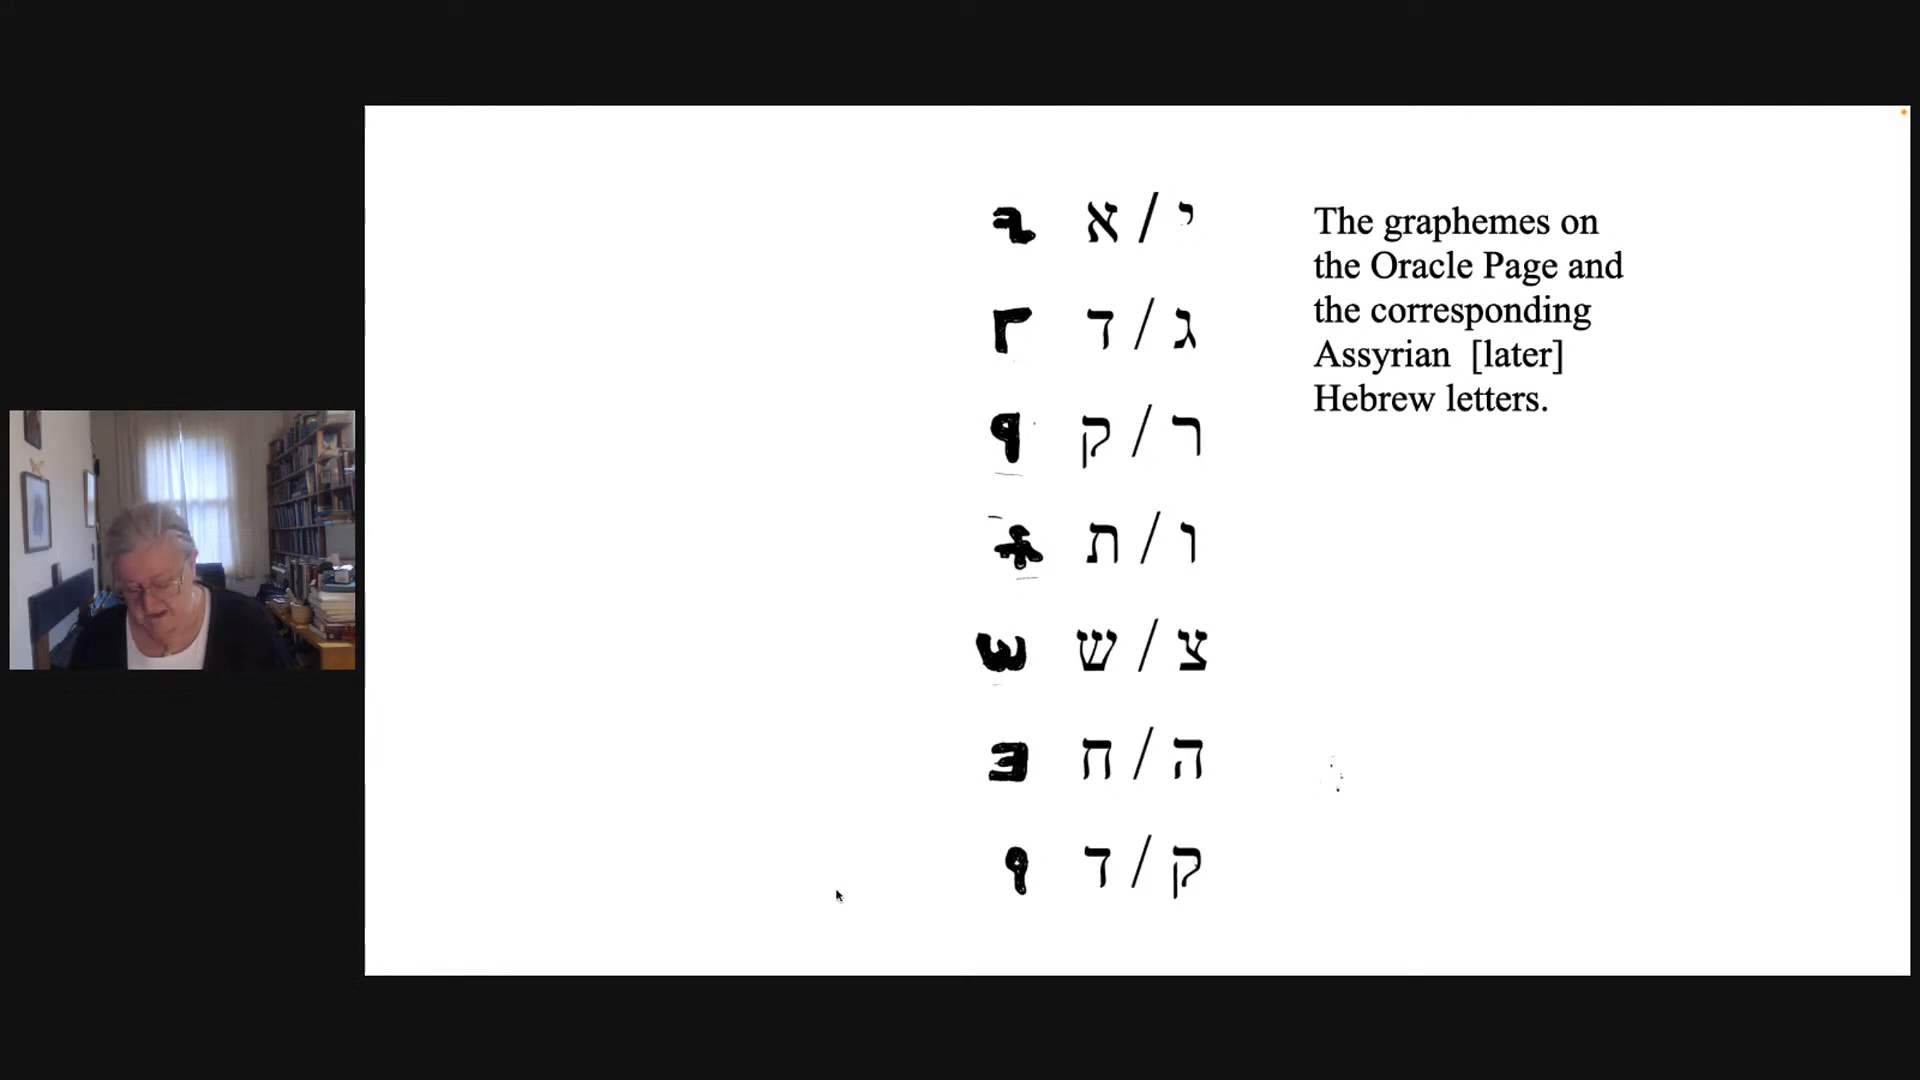 א / י
ד / ג
ק / ר
ת / ו
ש / צ
ח / ה
ד / ק
The graphemes on
the Oracle Page and
the corresponding
Assyrian [later]
Hebrew letters.